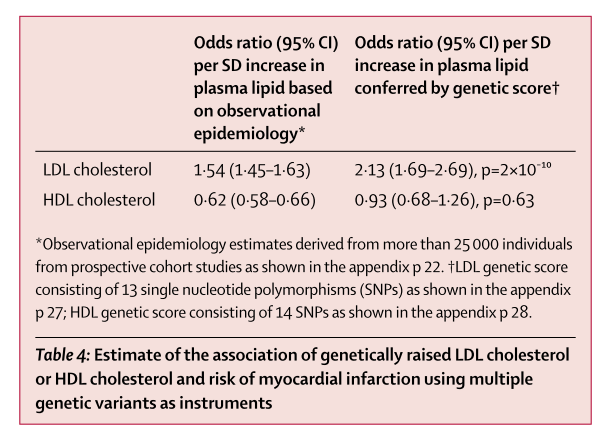 Odds ratio (95% CI) per SD increase in plasma lipid based on observational epidemiology*
Odds ratio (95% CI) per SD increase in plasma lipid conferred by genetic score†
LDL cholesterol 1·54 (1·45–1·63) 2·13 (1·69–2·69), p=2×10⁻¹⁰
HDL cholesterol 0·62 (0·58–0·66) 0·93 (0·68–1·26), p=0·63
*Observational epidemiology estimates derived from more than 25 000 individuals
from prospective cohort studies as shown in the appendix p 22. †LDL genetic score
consisting of 13 single nucleotide polymorphisms (SNPs) as shown in the appendix
p 27; HDL genetic score consisting of 14 SNPs as shown in the appendix p 28.
Table 4: Estimate of the association of genetically raised LDL cholesterol
or HDL cholesterol and risk of myocardial infarction using multiple
genetic variants as instruments